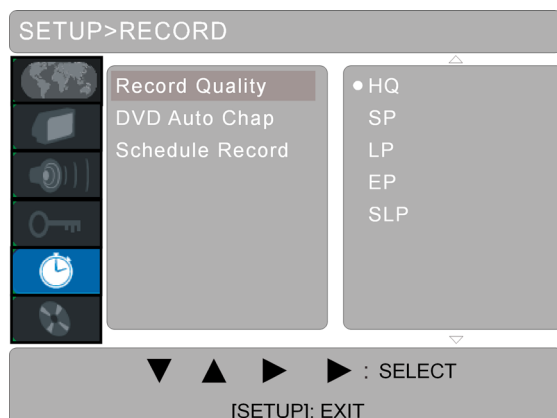 SETUP>RECORD
Record Quality
DVD Auto Chap
Schedule Record
HQ
SP
LP
EP
SLP
: SELECT
[SETUP]: EXIT